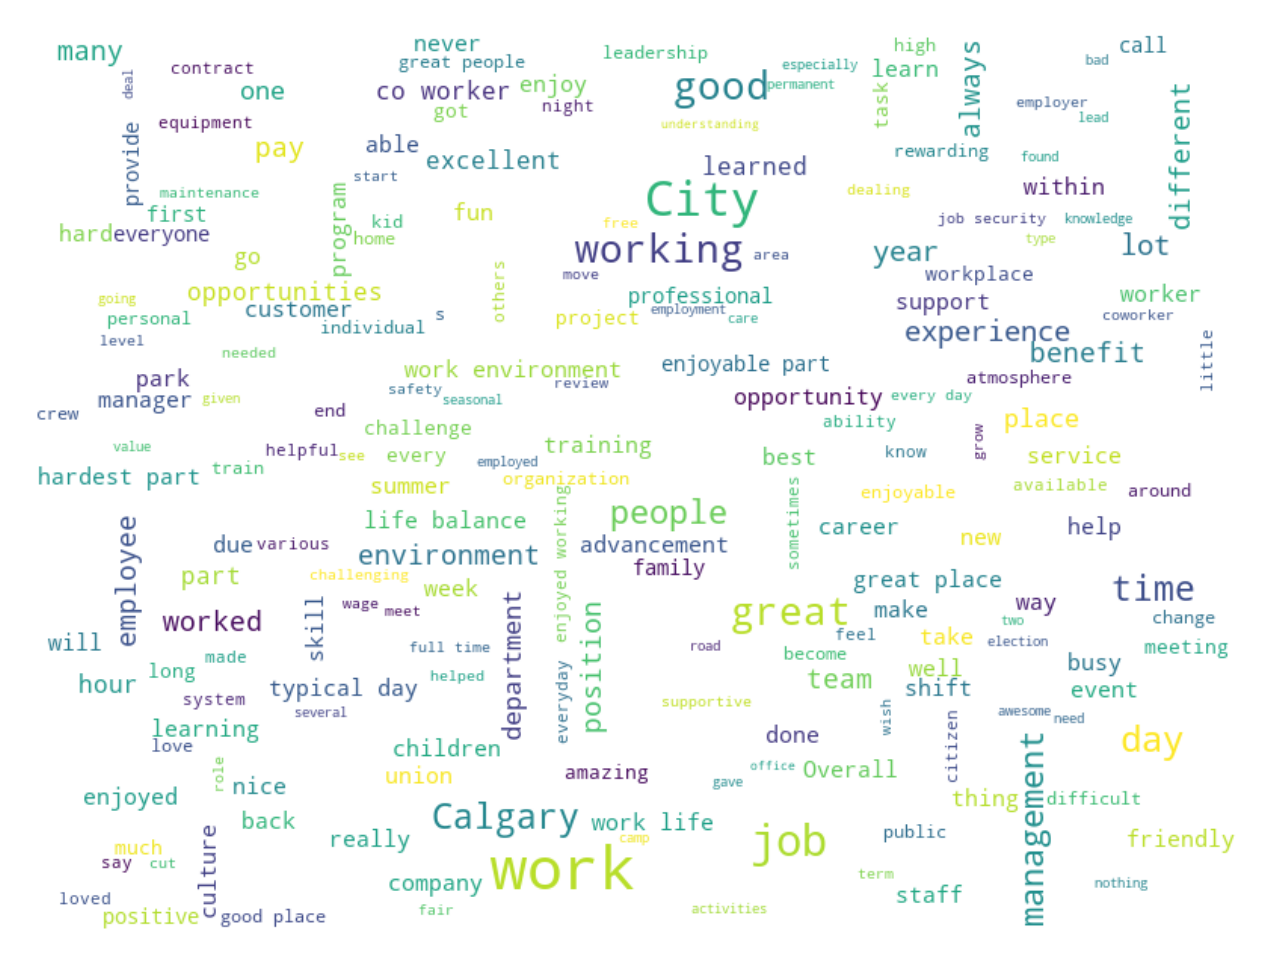 many
never
leadership
high
always
call
contract
great people
especially
bad
deal
one
co worker
enjoy
good
permanent
learn
task
different
equipment
got
night
understanding
employer
lead
provide
pay
able
excellent
learned
rewarding
found
start
maintenance
program
City
dealing
within
first
kid
fun
free
job security
knowledge
hard
everyone
home
working
area
year
type
lot
go
others
move
workplace
going
opportunities
professional
support
worker
personal
customer
s
project
employment
care
experience
coworker
level
individual
needed
enjoyable part
benefit
little
park
work environment
review
atmosphere
manager
given
safety
seasonal
opportunity
every day
crew
end
challenge
ability
place
value
helpful
see
every
training
best
know
grow
service
hardest part
train
employed
organization
summer
enjoyed working
sometimes
enjoyable
available
around
employee
life balance
people
career
help
due
various
environment
advancement
new
part
challenging
week
family
great place
time
worked
skill
wage
meet
department
position
great
make
way
two
change
will
made
full time
road
feel
take
election
meeting
long
become
well
busy
hour
system
typical day
helped
everyday
team
shift
event
several
supportive
wish
citizen
awesome
need
learning
love
children
done
management
day
role
nice
union
amazing
office
Overall
gave
enjoyed
thing
difficult
back
really
Calgary
work life
public
friendly
much
culture
camp
job
say
cut
work
company
term
staff
nothing
loved
positive
good place
fair
activities